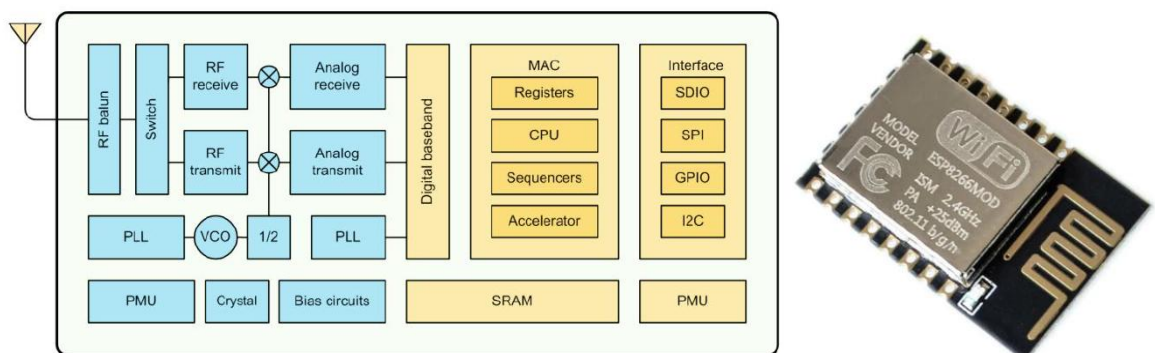 RF balun
Switch
RF
receive
Analog
receive
RF
transmit
Analog
transmit
PLL
VCO
1/2
PLL
Digital baseband
MAC
Registers
CPU
Sequencers
Accelerator
Interface
SDIO
SPI
GPIO
I2C
PMU
Crystal
Bias circuits
SRAM
PMU
MODEL
VENDOR
WiFi
ESP8266MOD
FC
ISM 2.4GHz
PA +25dBm
802.11 b/g/n